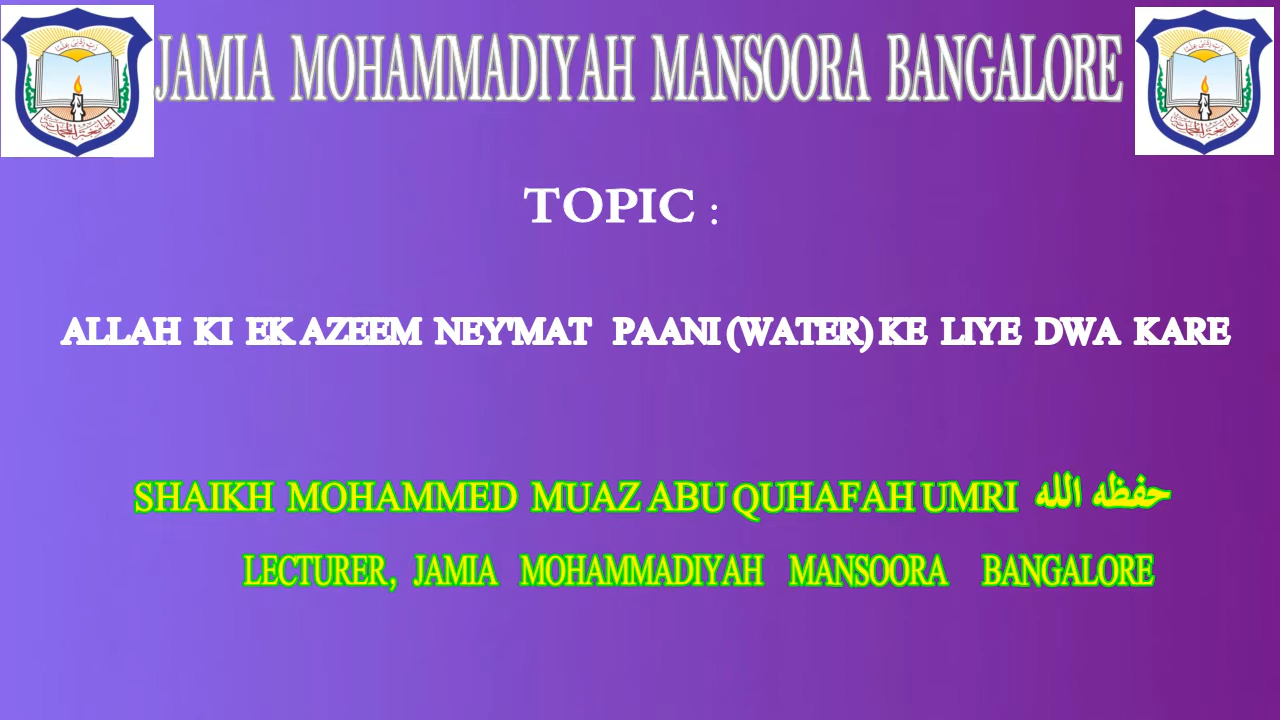 JAMIA MOHAMMADIYAH MANSOORA BANGALORE
TOPIC :
ALLAH KI EK AZEEM NEY'MAT PAANI (WATER) KE LIYE DWA KARE
SHAIKH MOHAMMED MUAZ ABU QUHAFAH UMRI حفظه الله
LECTURER, JAMIA MOHAMMADIYAH MANSOORA BANGALORE